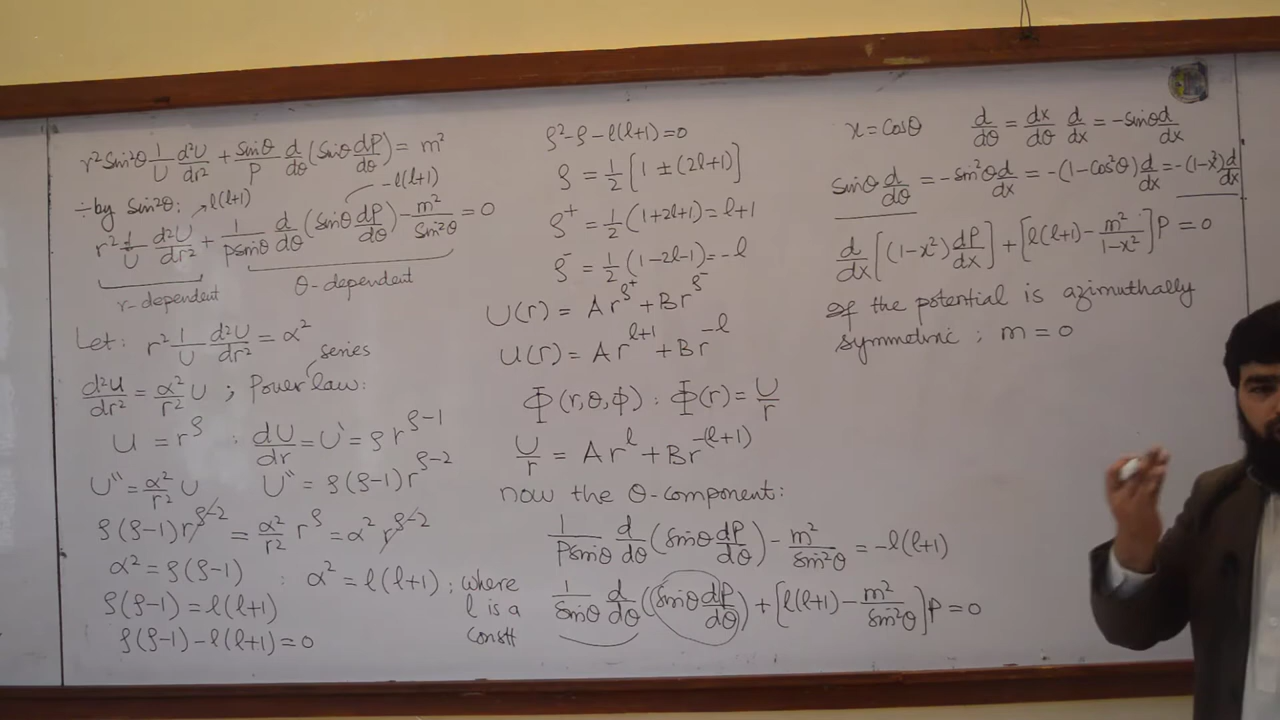 r² Sin²θ 1/U d²U/dr² + Sinθ/P d/dθ (Sinθ dP/dθ) = m²
÷ by Sin²θ: → l(l+1) -l(l+1)
r² 1/U d²U/dr² + 1/PSinθ d/dθ (Sinθ dP/dθ) - m²/Sin²θ = 0
r-dependent θ-dependent
Let: r² 1/U d²U/dr² = α²
series
d²U/dr² = α²/r² U ; Power law:
U = r^ρ : dU/dr = U' = ρ r^(ρ-1)
U'' = α²/r² U U'' = ρ(ρ-1) r^(ρ-2)
ρ(ρ-1) r^(ρ-2) = α²/r² r^ρ = α² r^(ρ-2)
α² = ρ(ρ-1) : α² = l(l+1) ; where
l is a
constt
ρ(ρ-1) = l(l+1)
ρ(ρ-1) - l(l+1) = 0
ρ² - ρ - l(l+1) = 0
ρ = 1/2 [1 ± (2l+1)]
ρ⁺ = 1/2 (1+2l+1) = l+1
ρ⁻ = 1/2 (1-2l-1) = -l
U(r) = A r^ρ⁺ + B r^ρ⁻
U(r) = A r^(l+1) + B r^(-l)
Φ(r,θ,ϕ) : Φ(r) = U/r
U/r = A r^l + B r^-(l+1)
now the θ-component:
1/PSinθ d/dθ (Sinθ dP/dθ) - m²/Sin²θ = -l(l+1)
1/Sinθ d/dθ (Sinθ dP/dθ) + [l(l+1) - m²/Sin²θ] P = 0
x = Cosθ d/dθ = dx/dθ d/dx = -Sinθ d/dx
Sinθ d/dθ = -Sin²θ d/dx = -(1-Cos²θ) d/dx = -(1-x²) d/dx
d/dx [(1-x²) dP/dx] + [l(l+1) - m²/1-x²] P = 0
If the potential is azimuthally
symmetric ; m = 0